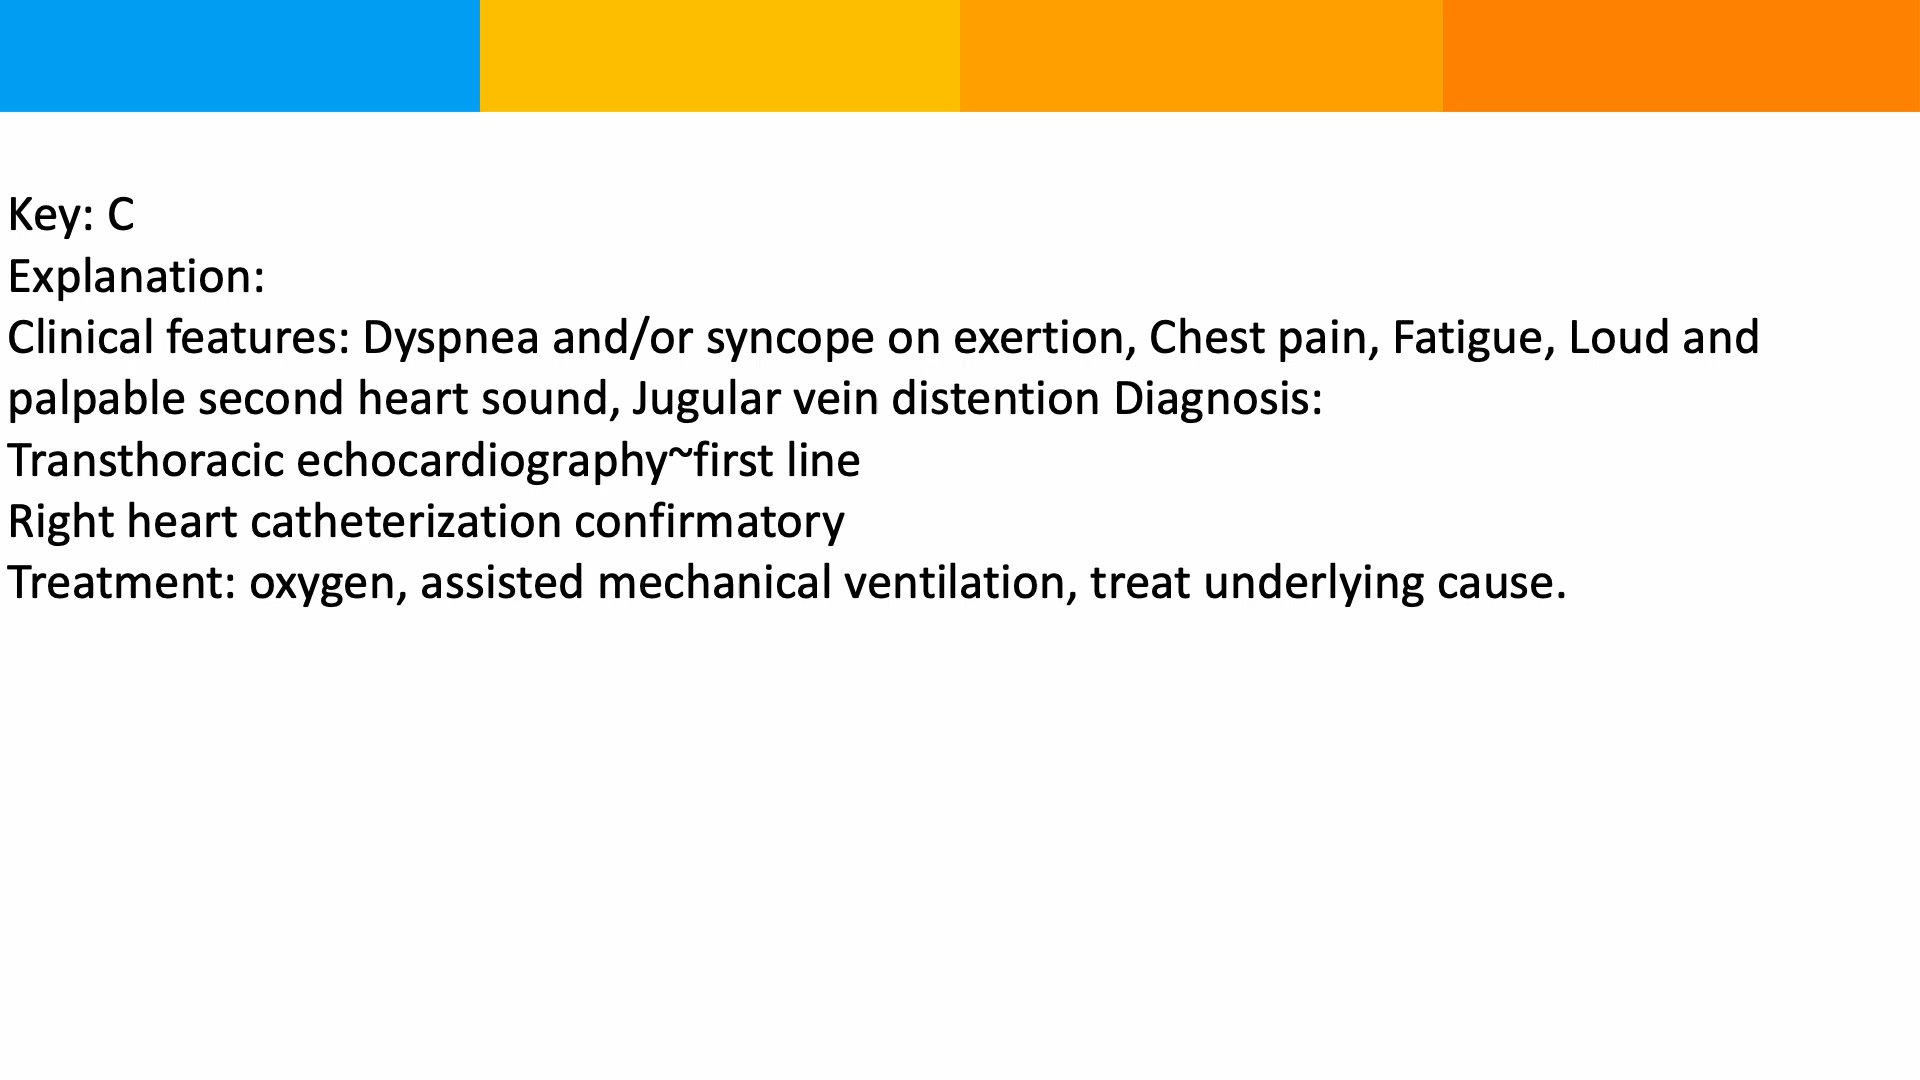 Key: C
Explanation:
Clinical features: Dyspnea and/or syncope on exertion, Chest pain, Fatigue, Loud and
palpable second heart sound, Jugular vein distention Diagnosis:
Transthoracic echocardiography~first line
Right heart catheterization confirmatory
Treatment: oxygen, assisted mechanical ventilation, treat underlying cause.